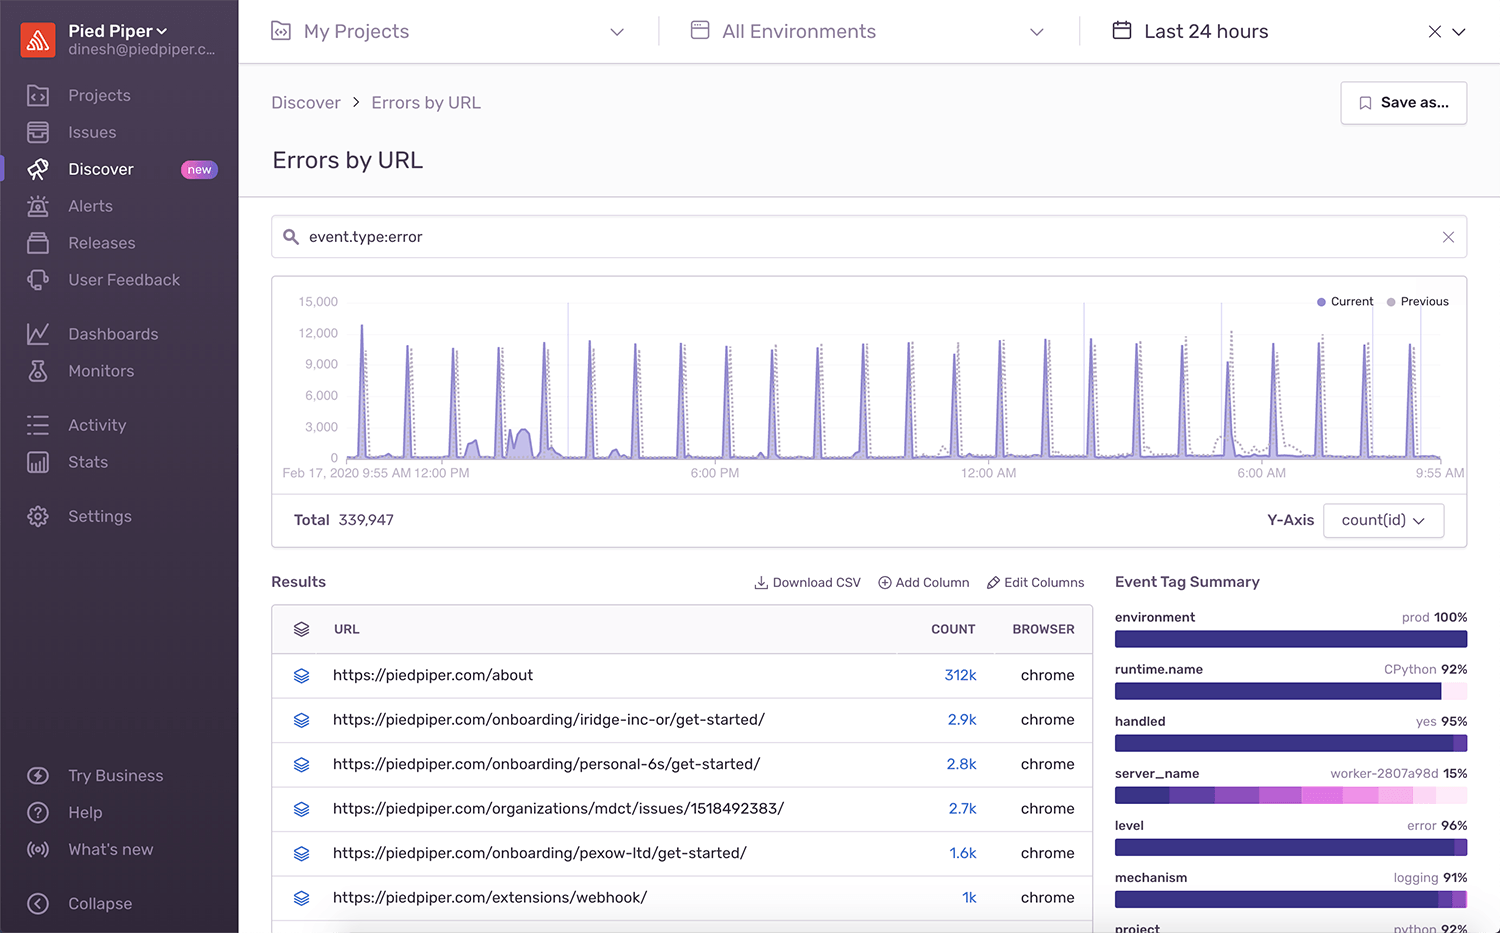 Pied Piper
dinesh@piedpiper.c...
Projects
Issues
Discover new
Alerts
Releases
User Feedback
Dashboards
Monitors
Activity
Stats
Settings
Try Business
Help
What's new
Collapse
My Projects
All Environments
Last 24 hours
Discover > Errors by URL
Save as...
Errors by URL
event.type:error
Current Previous
15,000
12,000
9,000
6,000
3,000
0
Feb 17, 2020 9:55 AM 12:00 PM 6:00 PM 12:00 AM 6:00 AM 9:55 AM
Total 339,947
Y-Axis count(id)
Results
Download CSV Add Column Edit Columns
URL COUNT BROWSER
https://piedpiper.com/about 312k chrome
https://piedpiper.com/onboarding/iridge-inc-or/get-started/ 2.9k chrome
https://piedpiper.com/onboarding/personal-6s/get-started/ 2.8k chrome
https://piedpiper.com/organizations/mdct/issues/1518492383/ 2.7k chrome
https://piedpiper.com/onboarding/pexow-ltd/get-started/ 1.6k chrome
https://piedpiper.com/extensions/webhook/ 1k chrome
Event Tag Summary
environment prod 100%
runtime.name CPython 92%
handled yes 95%
server_name worker-2807a98d 15%
level error 96%
mechanism logging 91%
project python 92%